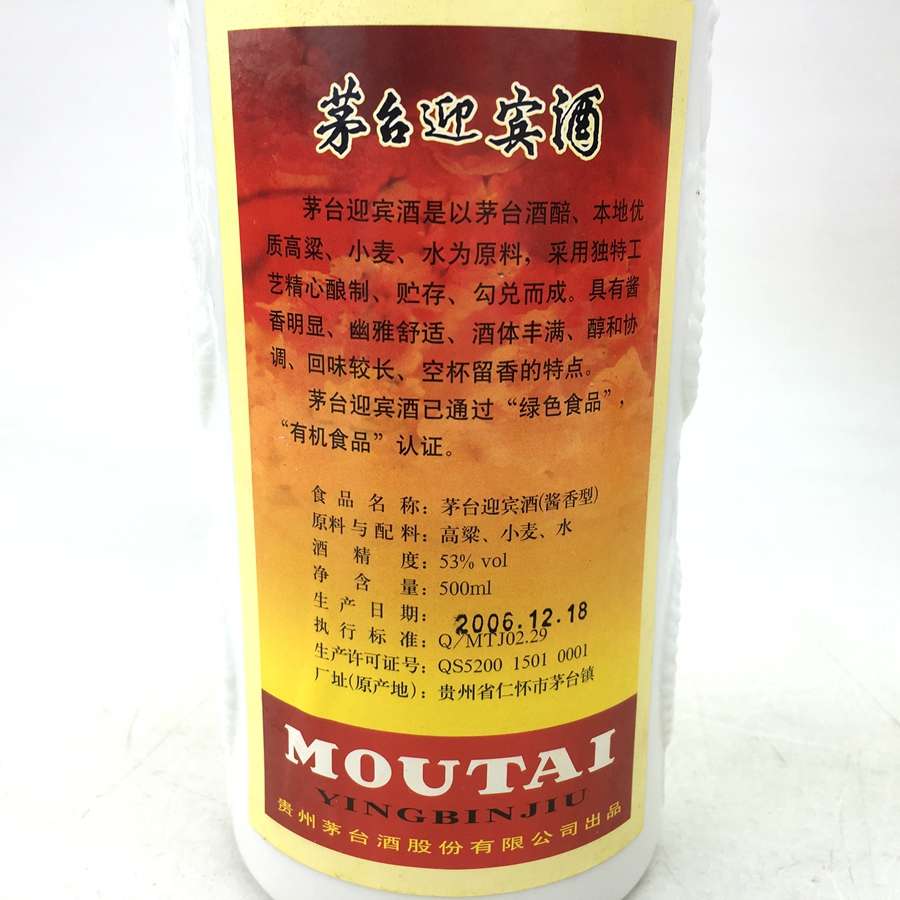 茅台迎宾酒
茅台迎宾酒是以茅台酒醅、本地优
质高粱、小麦、水为原料，采用独特工
艺精心酿制、贮存、勾兑而成。具有酱
香明显、幽雅舒适、酒体丰满、醇和协
调、回味较长、空杯留香的特点。
茅台迎宾酒已通过“绿色食品”，
“有机食品”认证。
食品名称：茅台迎宾酒(酱香型)
原料与配料：高粱、小麦、水
酒精度：53% vol
净含量：500ml
生产日期：2006.12.18
执行标准：Q/MTJ02.29
生产许可证号：QS5200 1501 0001
厂址(原产地)：贵州省仁怀市茅台镇
MOUTAI
YINGBINJIU
贵州茅台酒股份有限公司出品